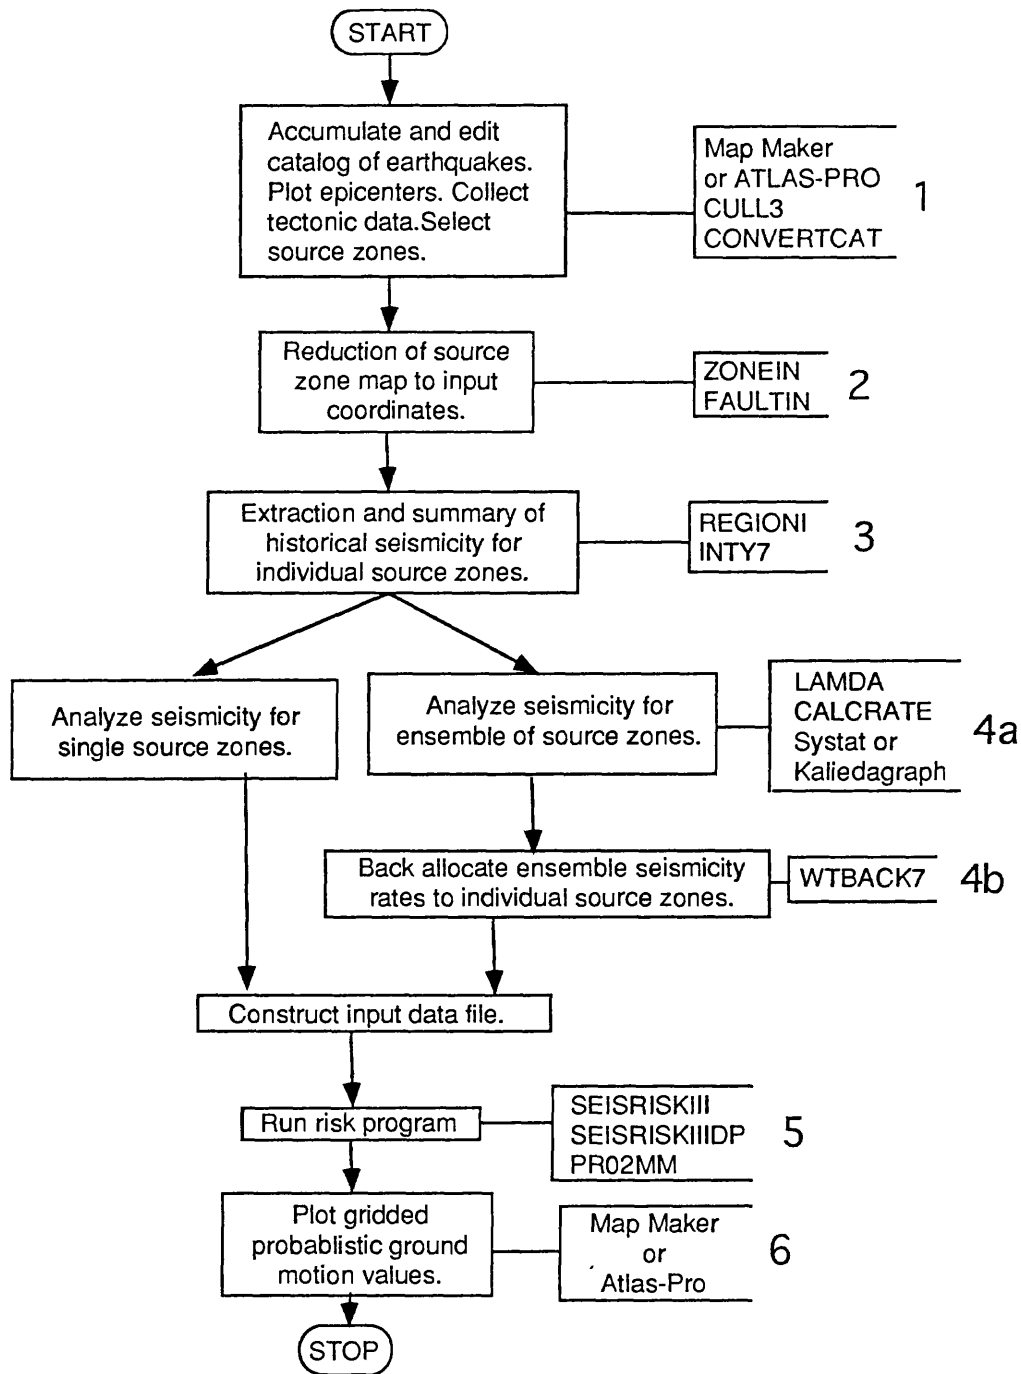 START
Accumulate and edit
catalog of earthquakes.
Plot epicenters. Collect
tectonic data.Select
source zones.
Map Maker
or ATLAS-PRO
CULL3
CONVERTCAT
1
Reduction of source
zone map to input
coordinates.
ZONEIN
FAULTIN
2
Extraction and summary of
historical seismicity for
individual source zones.
REGIONI
INTY7
3
Analyze seismicity for
single source zones.
Analyze seismicity for
ensemble of source zones.
LAMDA
CALCRATE
Systat or
Kaliedagraph
4a
Back allocate ensemble seismicity
rates to individual source zones.
WTBACK7
4b
Construct input data file.
Run risk program
SEISRISKIII
SEISRISKIIIDP
PR02MM
5
Plot gridded
probablistic ground
motion values.
Map Maker
or
Atlas-Pro
6
STOP